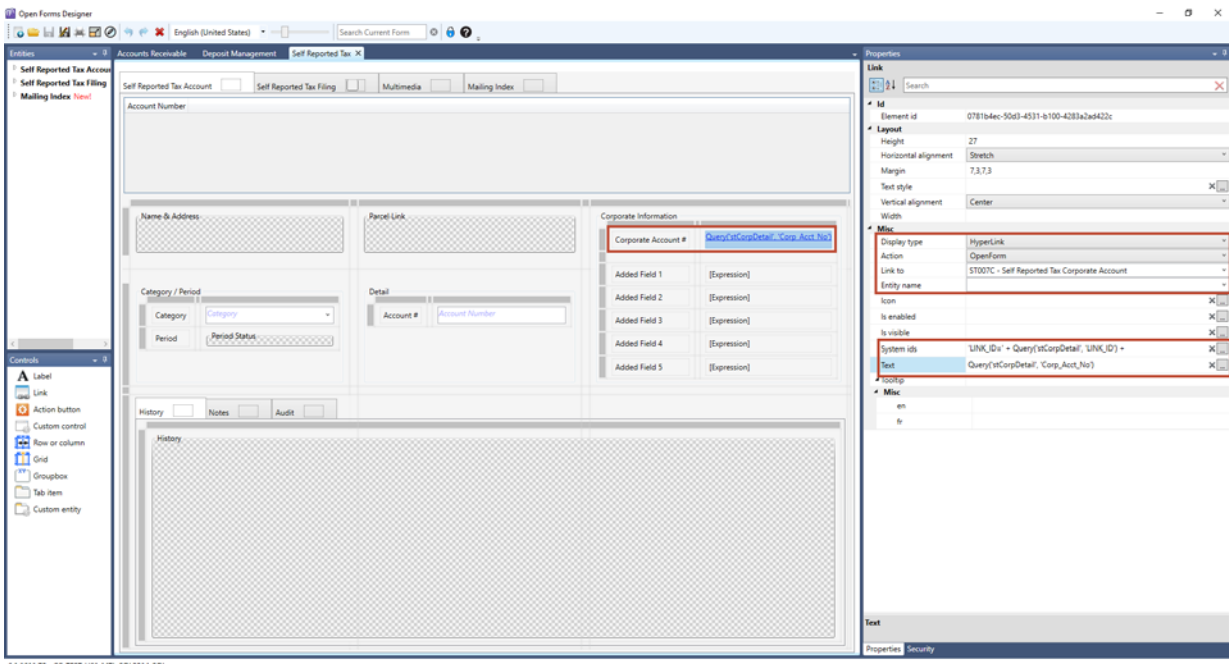 Open Forms Designer
English (United States)
Search Current Form
Entities
Self Reported Tax Accou
Self Reported Tax Filing
Mailing Index New!
Controls
Label
Link
Action button
Custom control
Row or column
Grid
Groupbox
Tab item
Custom entity
Accounts Receivable Deposit Management Self Reported Tax X
Self Reported Tax Account Self Reported Tax Filing Multimedia Mailing Index
Account Number
Name & Address Parcel Link Corporate Information
Corporate Account # Query('stCorpDetail', 'Corp_Acct_No')
Added Field 1 [Expression]
Added Field 2 [Expression]
Added Field 3 [Expression]
Added Field 4 [Expression]
Added Field 5 [Expression]
Category / Period Detail
Category Category Account # Account Number
Period Period Status
History Notes Audit
History
Properties
Link
Search
Id
Element id 0781b4ec-50d3-4531-b100-4283a2ad422c
Layout
Height 27
Horizontal alignment Stretch
Margin 7,3,7,3
Text style
Vertical alignment Center
Width
Misc
Display type HyperLink
Action OpenForm
Link to ST007C - Self Reported Tax Corporate Account
Entity name
Icon
Is enabled
Is visible
System ids 'LINK_ID=' + Query('stCorpDetail', 'LINK_ID') +
Text Query('stCorpDetail', 'Corp_Acct_No')
Tooltip
Misc
en
fr
Text
Properties Security